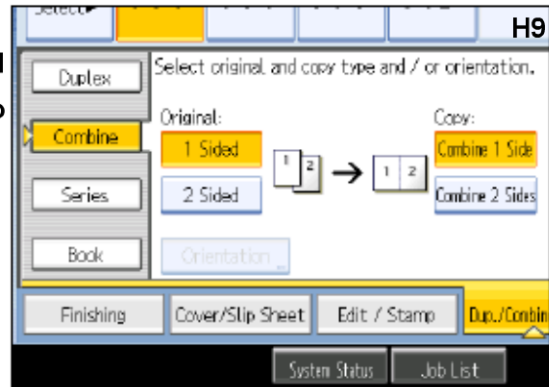 Select►
H9
Duplex
Select original and copy type and / or orientation.
Original:
Copy:
Combine
1 Sided
1
2
1 2
Combine 1 Side
Series
2 Sided
Combine 2 Sides
Book
Orientation
Finishing
Cover/Slip Sheet
Edit / Stamp
Dup./Combin
System Status
Job List